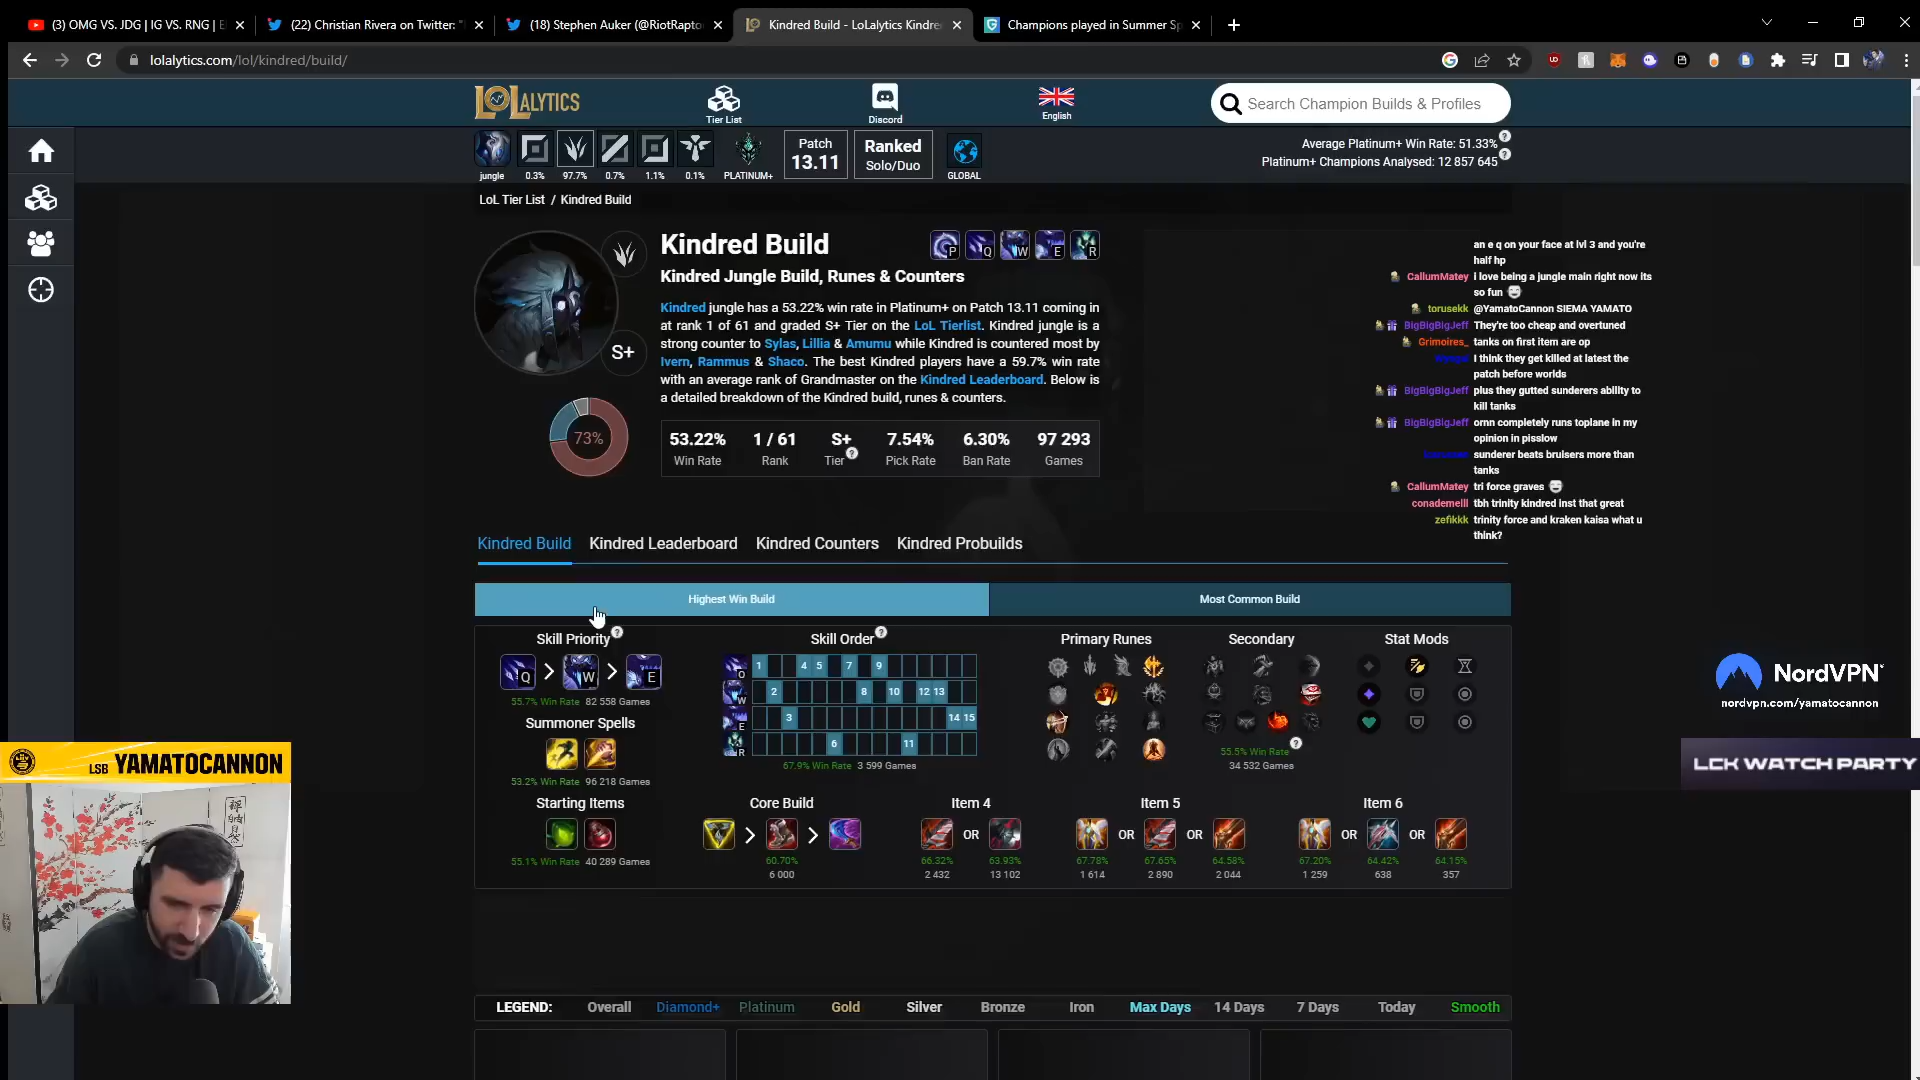 (3) OMG VS. JDG | IG VS. RNG | E
(22) Christian Rivera on Twitter: "
(18) Stephen Auker (@RiotRapto
Kindred Build - LoLalytics Kindre
Champions played in Summer Sp
lolalytics.com/lol/kindred/build/
LOLALYTICS
Tier List
Discord
English
Search Champion Builds & Profiles
jungle
0.3%
97.7%
0.7%
1.1%
0.1%
PLATINUM+
Patch
13.11
Ranked
Solo/Duo
GLOBAL
Average Platinum+ Win Rate: 51.33%
Platinum+ Champions Analysed: 12 857 645
LoL Tier List / Kindred Build
Kindred Build
P Q W E R
Kindred Jungle Build, Runes & Counters
Kindred jungle has a 53.22% win rate in Platinum+ on Patch 13.11 coming in
at rank 1 of 61 and graded S+ Tier on the LoL Tierlist. Kindred jungle is a
strong counter to Sylas, Lillia & Amumu while Kindred is countered most by
Ivern, Rammus & Shaco. The best Kindred players have a 59.7% win rate
with an average rank of Grandmaster on the Kindred Leaderboard. Below is
a detailed breakdown of the Kindred build, runes & counters.
S+
73%
53.22% 1 / 61 S+ 7.54% 6.30% 97 293
Win Rate Rank Tier Pick Rate Ban Rate Games
an e q on your face at lvl 3 and you're
half hp
CallumMatey i love being a jungle main right now its
so fun
torusekk @YamatoCannon SIEMA YAMATO
BigBigBigJeff They're too cheap and overtuned
Grimoires_ tanks on first item are op
I think they get killed at latest the
patch before worlds
BigBigBigJeff plus they gutted sunderers ability to
kill tanks
BigBigBigJeff ornn completely runs toplane in my
opinion in pisslow
sunderer beats bruisers more than
tanks
CallumMatey tri force graves
conademelll tbh trinity kindred inst that great
zefikkk trinity force and kraken kaisa what u
think?
Kindred Build Kindred Leaderboard Kindred Counters Kindred Probuilds
Highest Win Build
Most Common Build
Skill Priority
Q > W > E
55.7% Win Rate 82 558 Games
Summoner Spells
53.2% Win Rate 96 218 Games
Starting Items
55.1% Win Rate 40 289 Games
Skill Order
Q 1 4 5 7 9
W 2 8 10 12 13
E 3 14 15
R 6 11
67.9% Win Rate 3 599 Games
Primary Runes
Secondary
55.5% Win Rate
34 532 Games
Stat Mods
Core Build
60.70%
6 000
Item 4
OR
66.32% 63.93%
2 432 13 102
Item 5
OR OR
67.78% 67.65% 64.58%
1 614 2 890 2 044
Item 6
OR OR
67.20% 64.42% 64.15%
1 259 638 357
LEGEND: Overall Diamond+ Platinum Gold Silver Bronze Iron Max Days 14 Days 7 Days Today Smooth
NordVPN
nordvpn.com/yamatocannon
LCK WATCH PARTY
LSB YAMATOCANNON